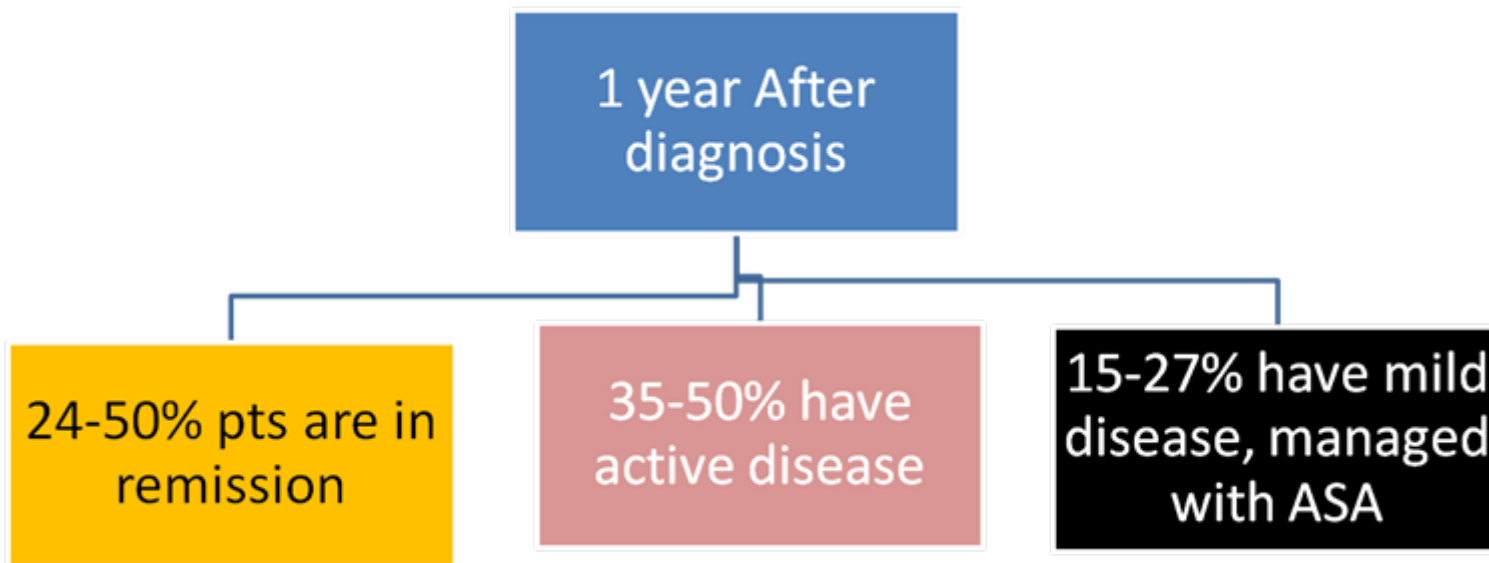 1 year After
diagnosis
24-50% pts are in
remission
35-50% have
active disease
15-27% have mild
disease, managed
with ASA